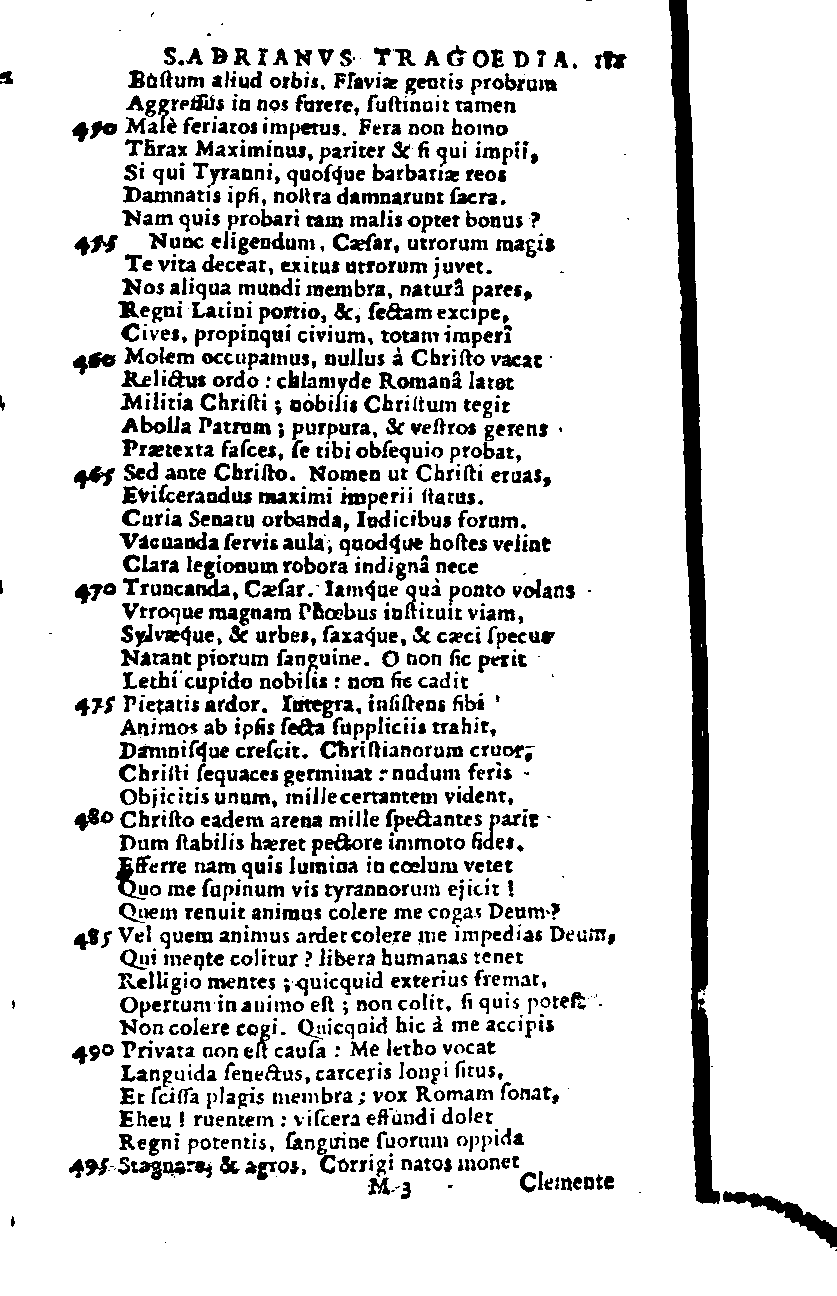 S. ADRIANVS TRAGOEDIA.
Buſtum aliud orbis, Flaviæ gentis probrum
Aggreſſus in nos furere, ſuſtinuit tamen
450 Malè feriatos impetus. Fera non homo
Thrax Maximinus, pariter & ſi qui impii,
Si qui Tyranni, quoſque barbariæ reos
Damnatis ipſi, noſtra damnarunt ſacra.
Nam quis probari tam malis optet bonus ?
455 Nunc eligendum, Cæſar, utrorum magis
Te vita deceat, exitus utrorum juvet.
Nos aliqua mundi membra, naturâ pares,
Regni Latini portio, &, ſectam excipe,
Cives, propinqui civium, totam imperî
460 Molem occupamus, nullus à Chriſto vacat
Relictus ordo : chlamyde Romanâ latet
Militia Chriſti ; nobilis Chriſtum tegit
Abolla Patrum ; purpura, & veſtros gerens
Prætexta faſces, ſe tibi obſequio probat,
465 Sed ante Chriſto. Nomen ut Chriſti eruas,
Eviſcerandus maximi imperii ſtatus.
Curia Senatu orbanda, Iudicibus forum.
Vacuanda ſervis aula, quodque hoſtes velint
Clara legionum robora indignâ nece
470 Truncanda, Cæſar. Iamque quà ponto volans
Vtroque magnam Phœbus inſtituit viam,
Sylvæque, & urbes, ſaxaque, & cæci ſpecus
Natant piorum ſanguine. O non ſic perit
Lethi cupido nobilis : non ſic cadit
475 Pietatis ardor. Integra, inſiſtens ſibi
Animos ab ipſis ſecta ſuppliciis trahit,
Damniſque creſcit. Chriſtianorum cruor,
Chriſti ſequaces germinat : nudum feris
Objicitis unum, mille certantem vident,
480 Chriſto eadem arena mille ſpectantes parit
Dum ſtabilis hæret pectore immoto fides.
Efferre nam quis lumina in cœlum vetet
Quo me ſupinum vis tyrannorum ejicit !
Quem renuit animus colere me cogas Deum ?
485 Vel quem animus ardet colere me impedias Deum,
Qui mente colitur ? libera humanas tenet
Relligio mentes ; quicquid exterius fremat,
Opertum in animo eſt ; non colit, ſi quis poteſt
Non colere cogi. Quicquid hic à me accipis
490 Privata non eſt cauſa : Me letho vocat
Languida ſenectus, carceris longi ſitus,
Et ſciſſa plagis membra ; vox Romam ſonat,
Eheu ! ruentem : viſcera effundi dolet
Regni potentis, ſanguine ſuorum oppida
495 Stagnare, & agros, Corrigi natos monet
M 3 Clemente